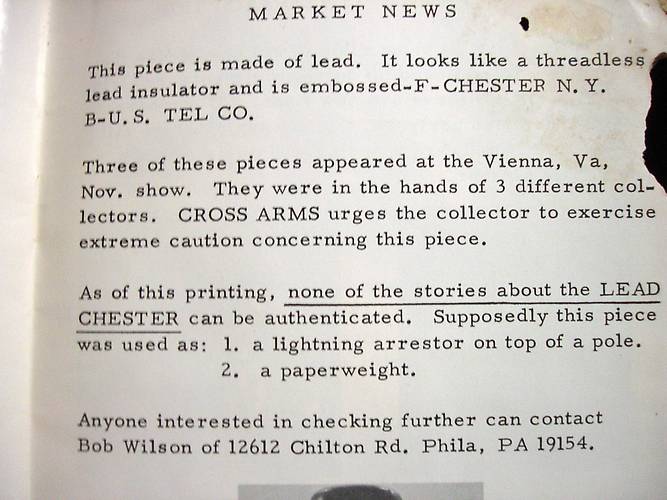 MARKET NEWS
This piece is made of lead. It looks like a threadless
lead insulator and is embossed-F-CHESTER N.Y.
B-U.S. TEL CO.
Three of these pieces appeared at the Vienna, Va,
Nov. show. They were in the hands of 3 different col-
lectors. CROSS ARMS urges the collector to exercise
extreme caution concerning this piece.
As of this printing, none of the stories about the LEAD
CHESTER can be authenticated. Supposedly this piece
was used as: 1. a lightning arrestor on top of a pole.
2. a paperweight.
Anyone interested in checking further can contact
Bob Wilson of 12612 Chilton Rd. Phila, PA 19154.